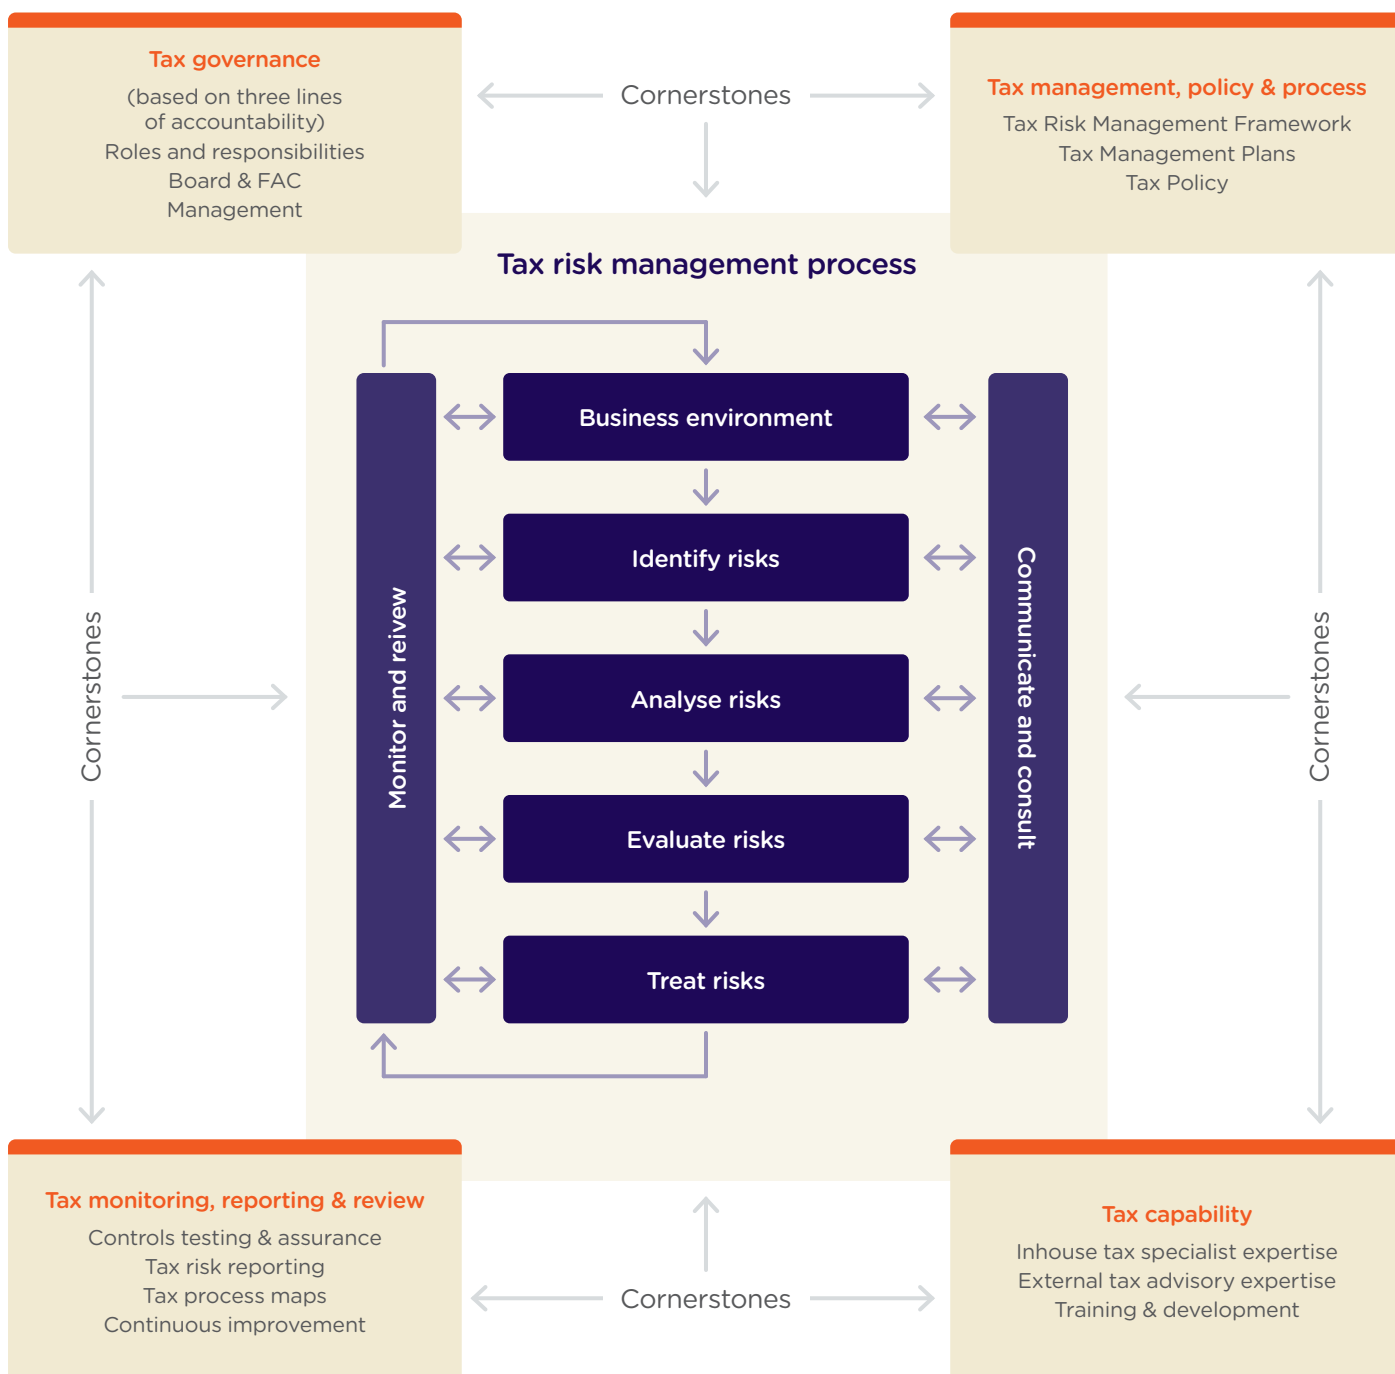 Tax governance
(based on three lines
of accountability)
Roles and responsibilities
Board & FAC
Management
Cornerstones
Tax management, policy & process
Tax Risk Management Framework
Tax Management Plans
Tax Policy
Tax risk management process
Cornerstones
Monitor and reivew
Business environment
Identify risks
Analyse risks
Evaluate risks
Treat risks
Communicate and consult
Cornerstones
Tax monitoring, reporting & review
Controls testing & assurance
Tax risk reporting
Tax process maps
Continuous improvement
Cornerstones
Tax capability
Inhouse tax specialist expertise
External tax advisory expertise
Training & development